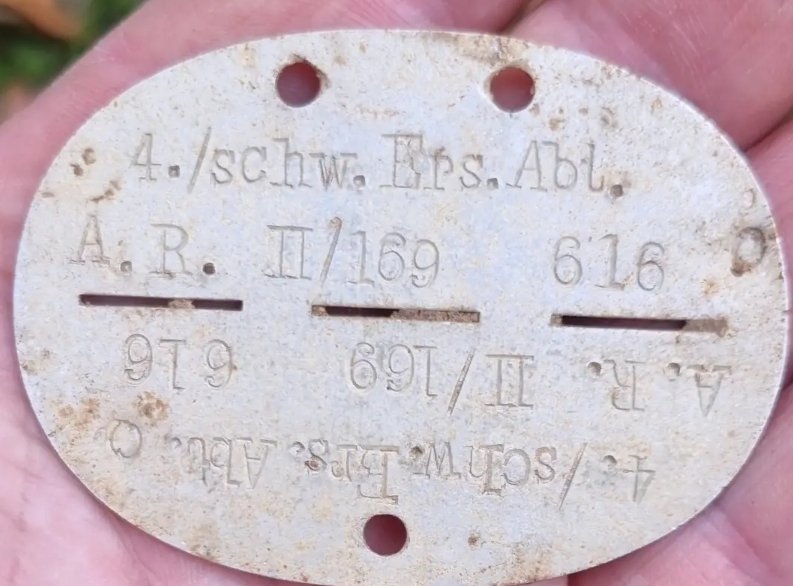 4./schw.Ers.Abt.
A.R. II/169 616 O
A.R. II/169 616
4./schw.Ers.Abt. O